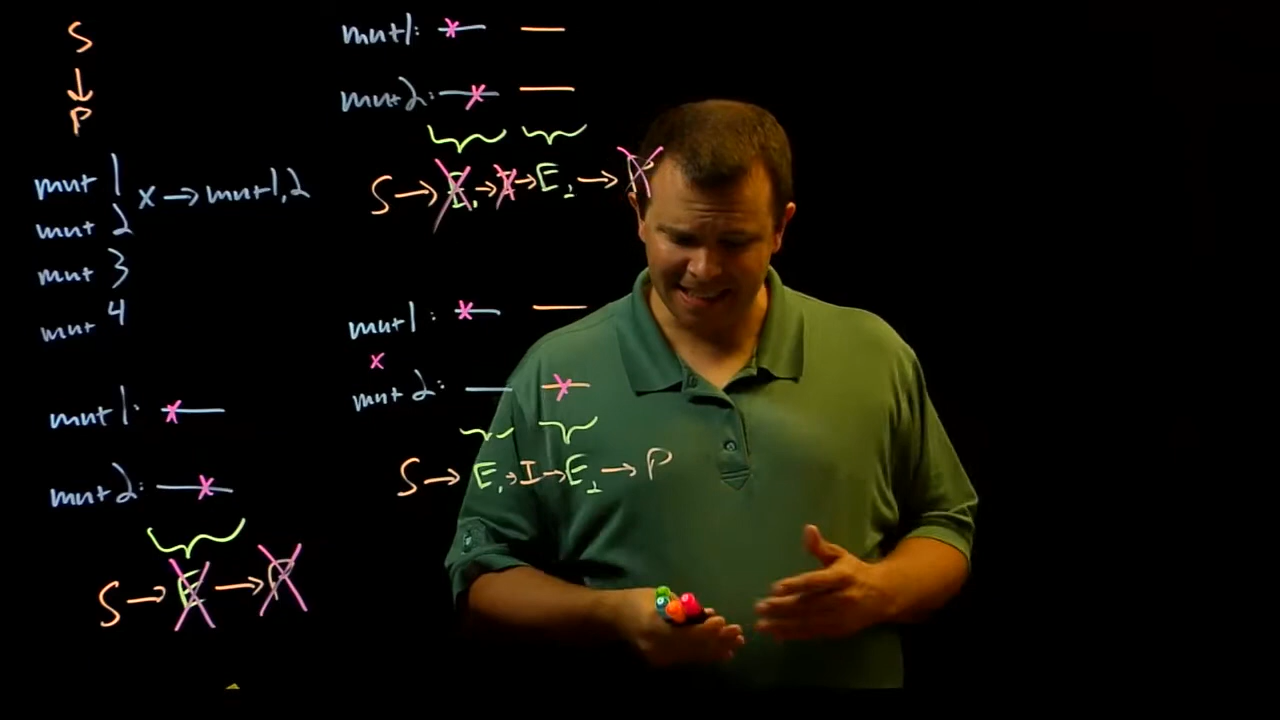 S
↓
P
mut 1
x → mut 1,2
mut 2
mut 3
mut 4
mut 1:
mut 2:
S → E →
mut 1:
mut 2:
S → E₁ → I → E₂ →
mut 1:
x
mut 2:
S → E₁ → I → E₂ → P